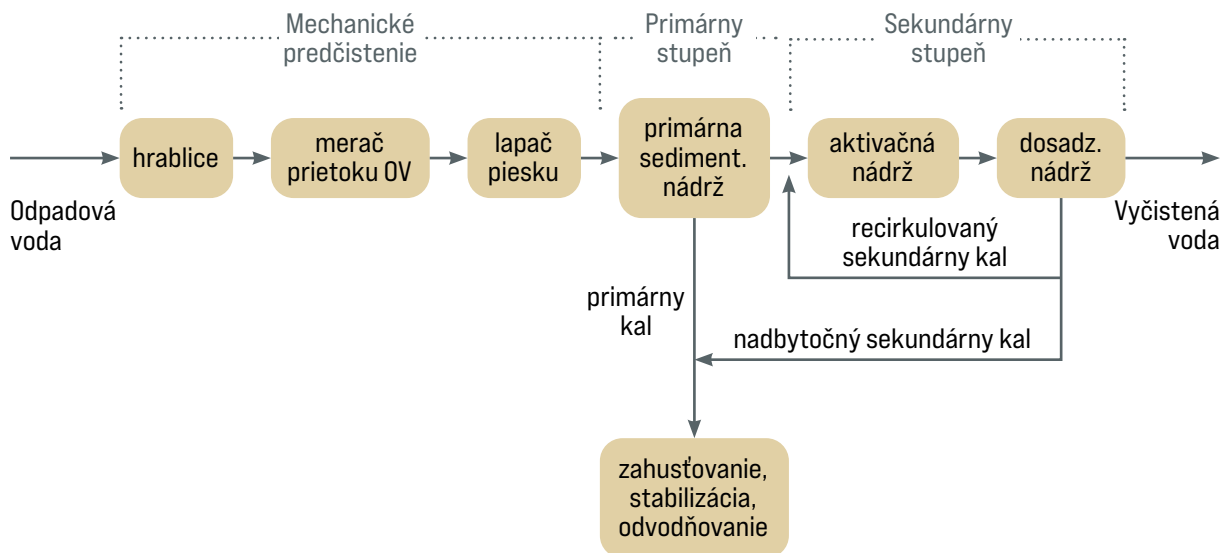 Mechanické
predčistenie
Primárny
stupeň
Sekundárny
stupeň
hrablice
merač
prietoku OV
lapač
piesku
primárna
sediment.
nádrž
aktivačná
nádrž
dosadz.
nádrž
Odpadová
voda
Vyčistená
voda
recirkulovaný
sekundárny kal
primárny
kal
nadbytočný sekundárny kal
zahusťovanie,
stabilizácia,
odvodňovanie